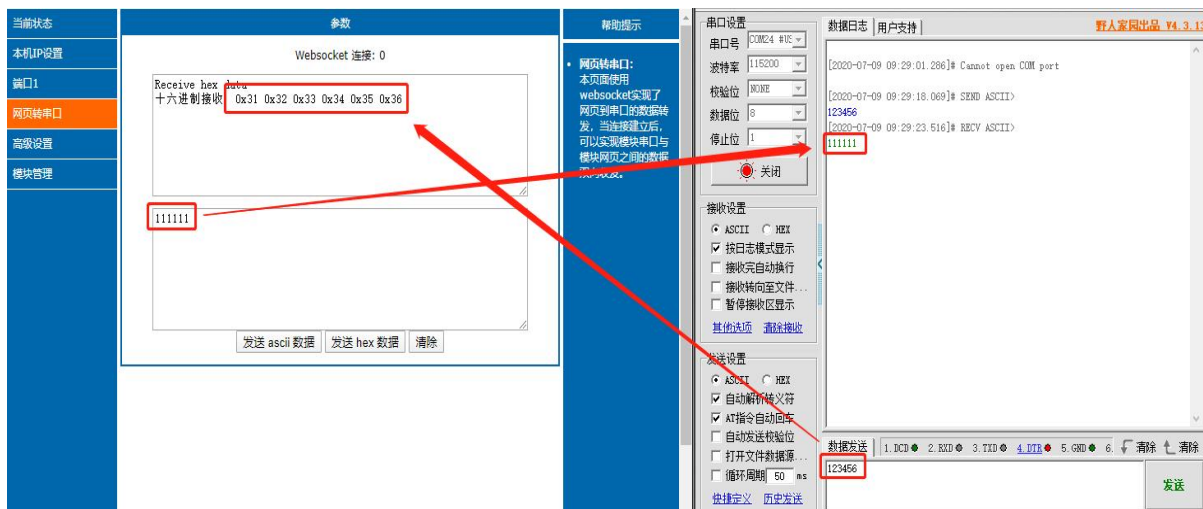 当前状态
本机IP设置
端口1
网页转串口
高级设置
模块管理
参数
Websocket 连接: 0
Receive hex data
十六进制接收 0x31 0x32 0x33 0x34 0x35 0x36
111111
发送 ascii 数据
发送 hex 数据
清除
帮助提示
• 网页转串口：
本页面使用
websocket实现了
网页到串口的数据转
发，当连接建立后，
可以实现模块串口与
模块网页之间的数据
双向收发。
串口设置
串口号 COM24 #US
波特率 115200
校验位 NONE
数据位 8
停止位 1
关闭
接收设置
ASCII HEX
按日志模式显示
接收完自动换行
接收转向至文件...
暂停接收区显示
其他选项 清除接收
发送设置
ASCII HEX
自动解析转义符
AT指令自动回车
自动发送校验位
打开文件数据源...
循环周期 50 ms
快捷定义 历史发送
数据日志 用户支持
野人家园出品 V4.3.13
[2020-07-09 09:29:01.286]# Cannot open COM port
[2020-07-09 09:29:18.069]# SEND ASCII>
123456
[2020-07-09 09:29:23.516]# RECV ASCII>
111111
数据发送 1.DCD 2.RXD 3.TXD 4.DTR 5.GND 6. 清除 清除
123456
发送